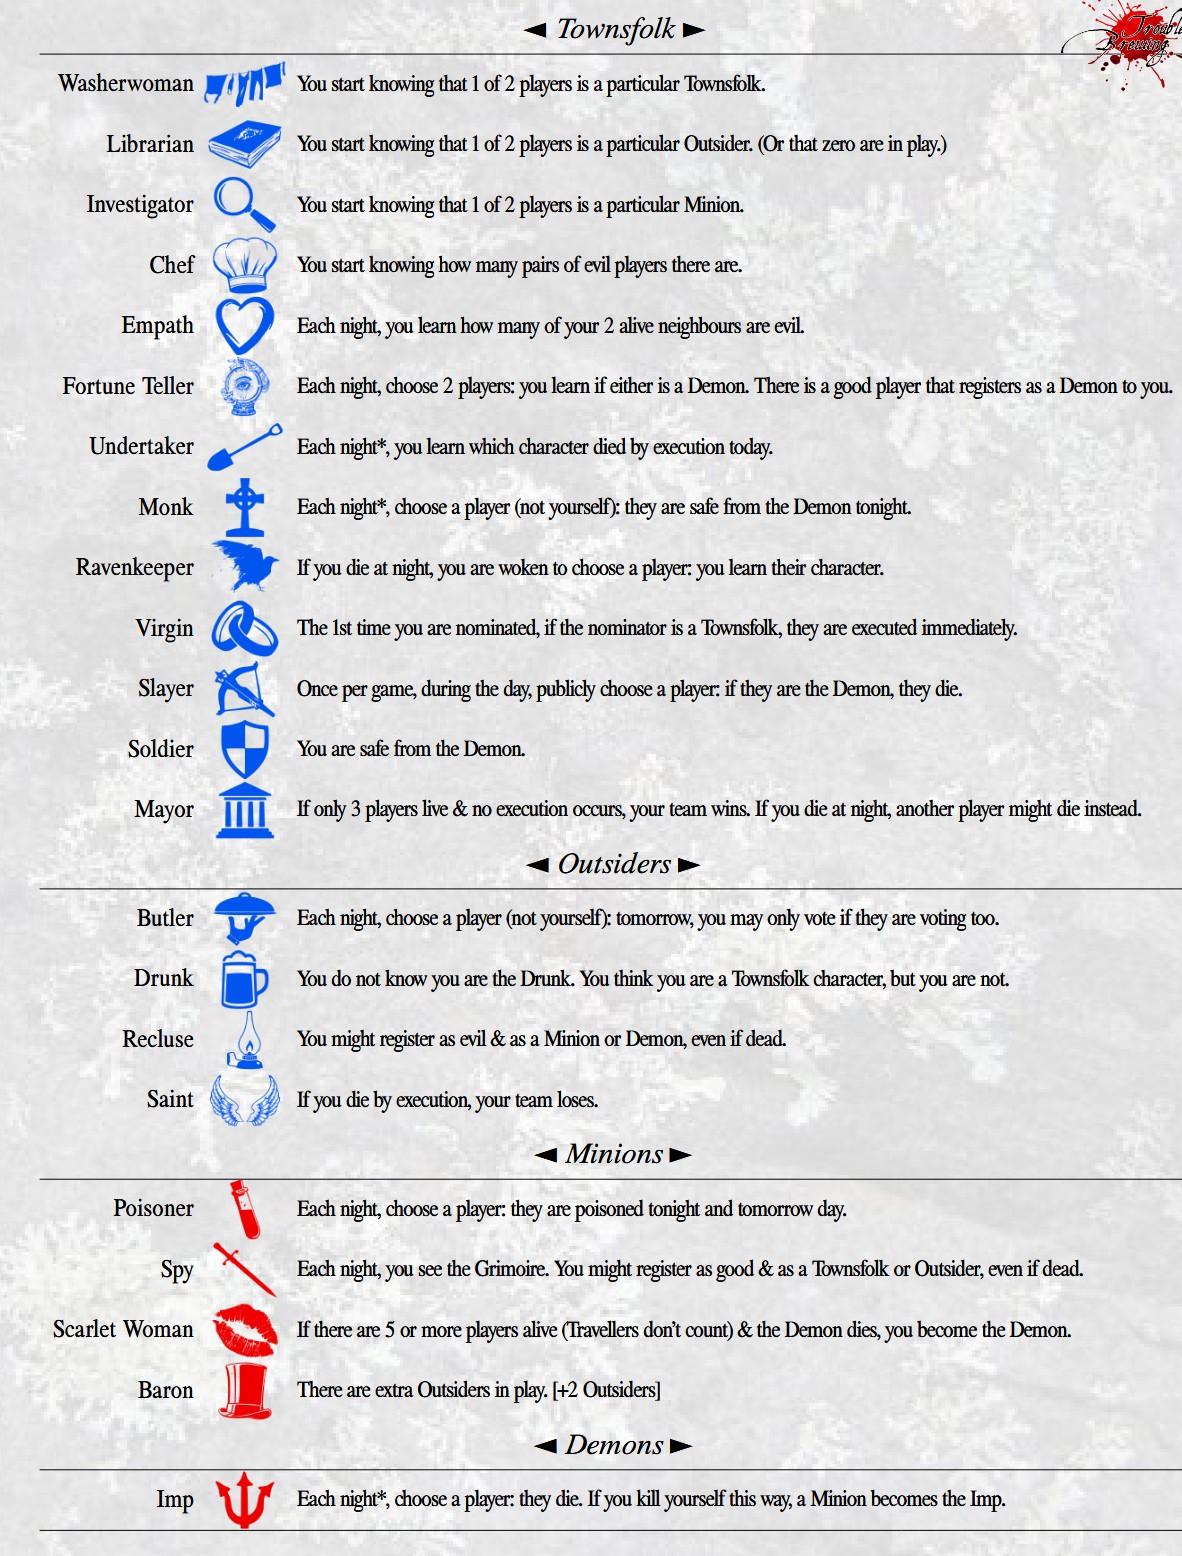 ◄ Townsfolk ►
Trouble
Brewing
Washerwoman You start knowing that 1 of 2 players is a particular Townsfolk.
Librarian You start knowing that 1 of 2 players is a particular Outsider. (Or that zero are in play.)
Investigator You start knowing that 1 of 2 players is a particular Minion.
Chef You start knowing how many pairs of evil players there are.
Empath Each night, you learn how many of your 2 alive neighbours are evil.
Fortune Teller Each night, choose 2 players: you learn if either is a Demon. There is a good player that registers as a Demon to you.
Undertaker Each night*, you learn which character died by execution today.
Monk Each night*, choose a player (not yourself): they are safe from the Demon tonight.
Ravenkeeper If you die at night, you are woken to choose a player: you learn their character.
Virgin The 1st time you are nominated, if the nominator is a Townsfolk, they are executed immediately.
Slayer Once per game, during the day, publicly choose a player: if they are the Demon, they die.
Soldier You are safe from the Demon.
Mayor If only 3 players live & no execution occurs, your team wins. If you die at night, another player might die instead.
◄ Outsiders ►
Butler Each night, choose a player (not yourself): tomorrow, you may only vote if they are voting too.
Drunk You do not know you are the Drunk. You think you are a Townsfolk character, but you are not.
Recluse You might register as evil & as a Minion or Demon, even if dead.
Saint If you die by execution, your team loses.
◄ Minions ►
Poisoner Each night, choose a player: they are poisoned tonight and tomorrow day.
Spy Each night, you see the Grimoire. You might register as good & as a Townsfolk or Outsider, even if dead.
Scarlet Woman If there are 5 or more players alive (Travellers don't count) & the Demon dies, you become the Demon.
Baron There are extra Outsiders in play. [+2 Outsiders]
◄ Demons ►
Imp Each night*, choose a player: they die. If you kill yourself this way, a Minion becomes the Imp.